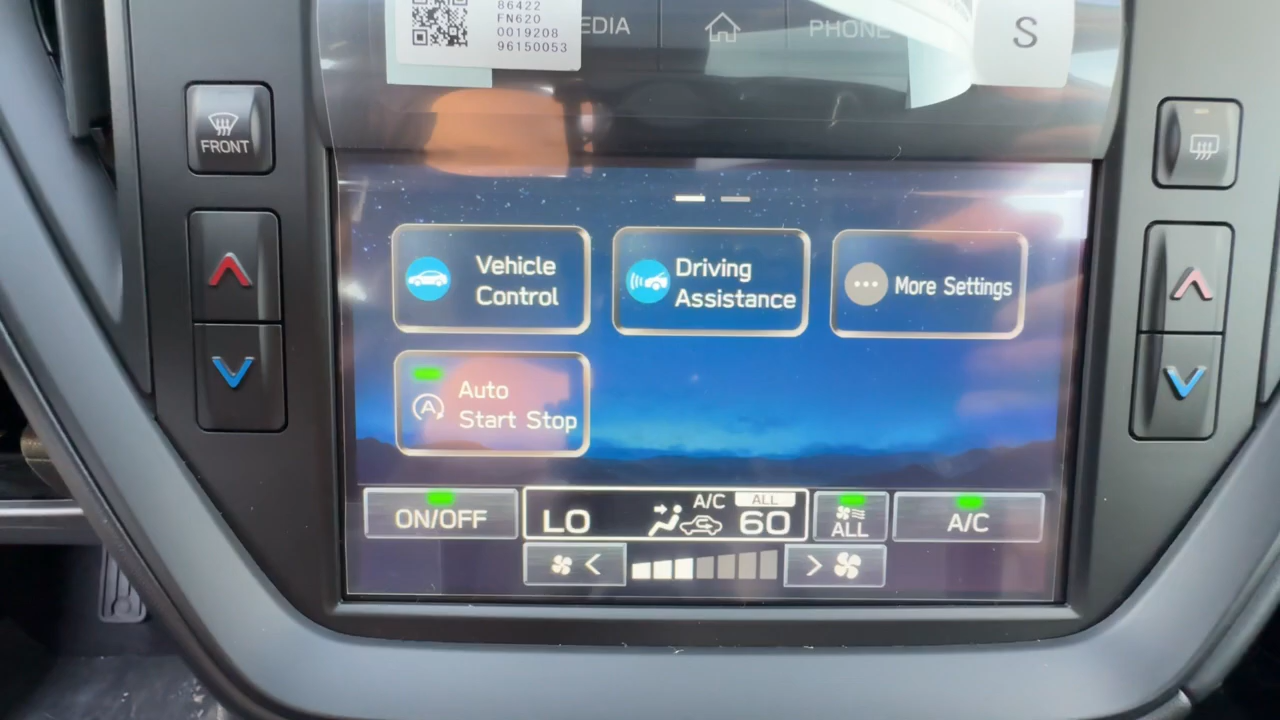 86422
FN620
0019208
96150053
EDIA
PHONE
S
FRONT
Vehicle
Control
Driving
Assistance
More Settings
A
Auto
Start Stop
ON/OFF
LO
A/C
ALL
60
ALL
A/C